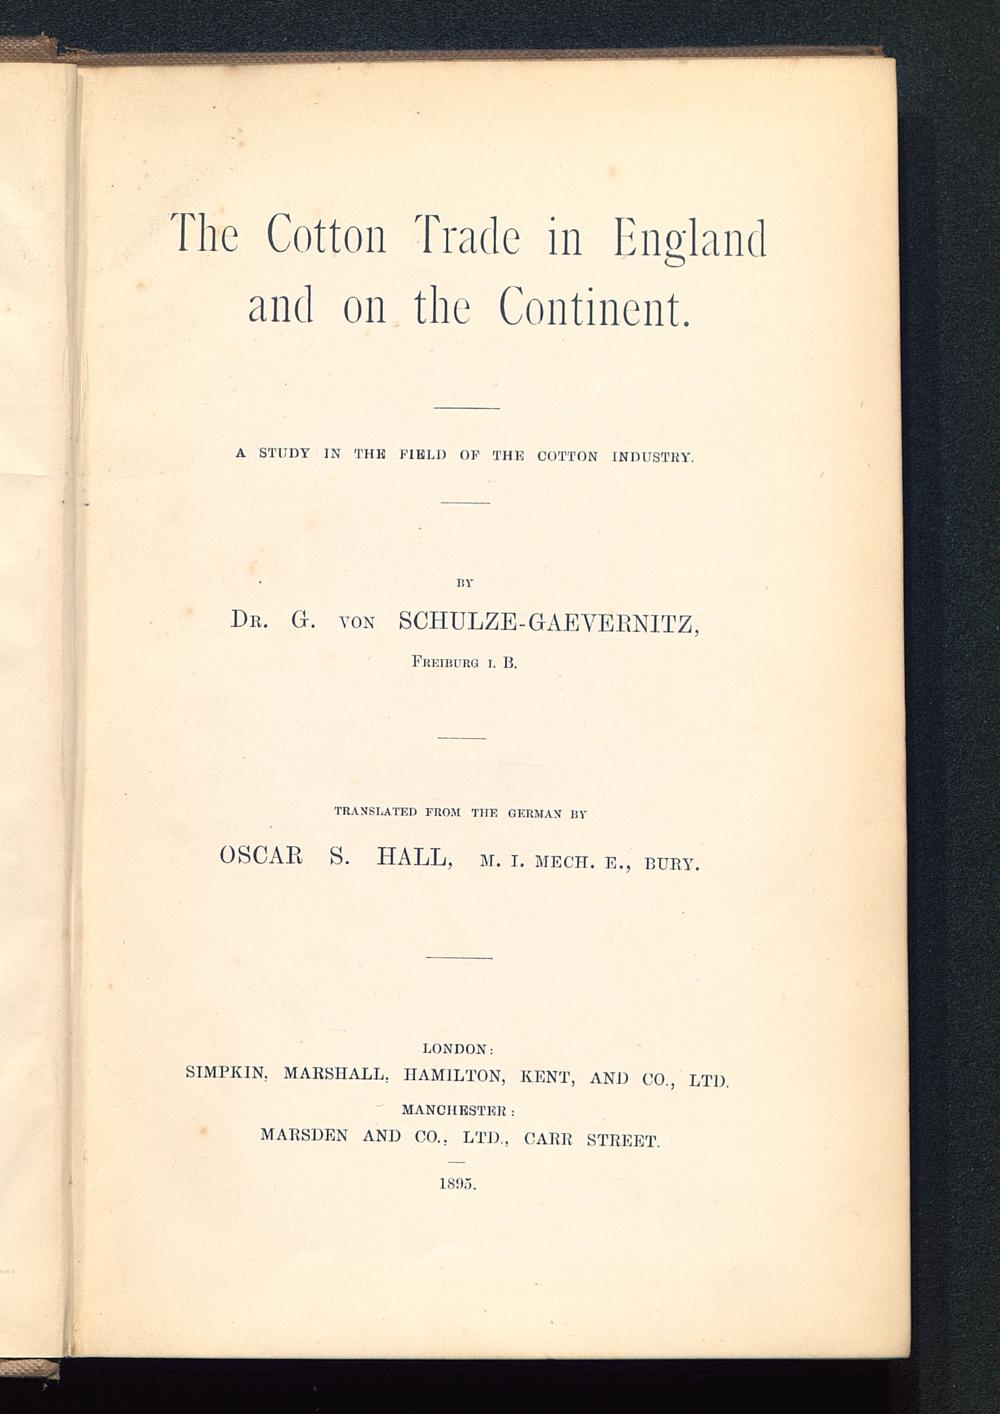 The Cotton Trade in England
and on the Continent.
A STUDY IN THE FIELD OF THE COTTON INDUSTRY.
BY
DR. G. VON SCHULZE-GAEVERNITZ,
FREIBURG I. B.
TRANSLATED FROM THE GERMAN BY
OSCAR S. HALL, M. I. MECH. E., BURY.
LONDON:
SIMPKIN, MARSHALL, HAMILTON, KENT, AND CO., LTD.
MANCHESTER:
MARSDEN AND CO., LTD., CARR STREET.
1895.